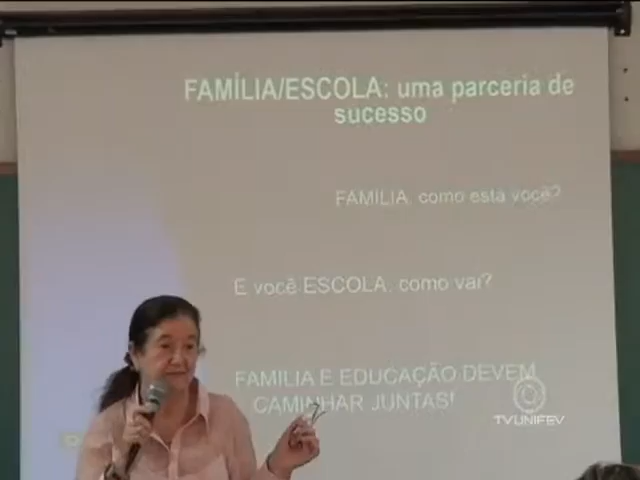 FAMÍLIA/ESCOLA: uma parceria de
sucesso
FAMÍLIA, como esta você?
E você ESCOLA: como vai?
FAMILIA E EDUCAÇÃO DEVEM
CAMINHAR JUNTAS!
TVUNIFEV